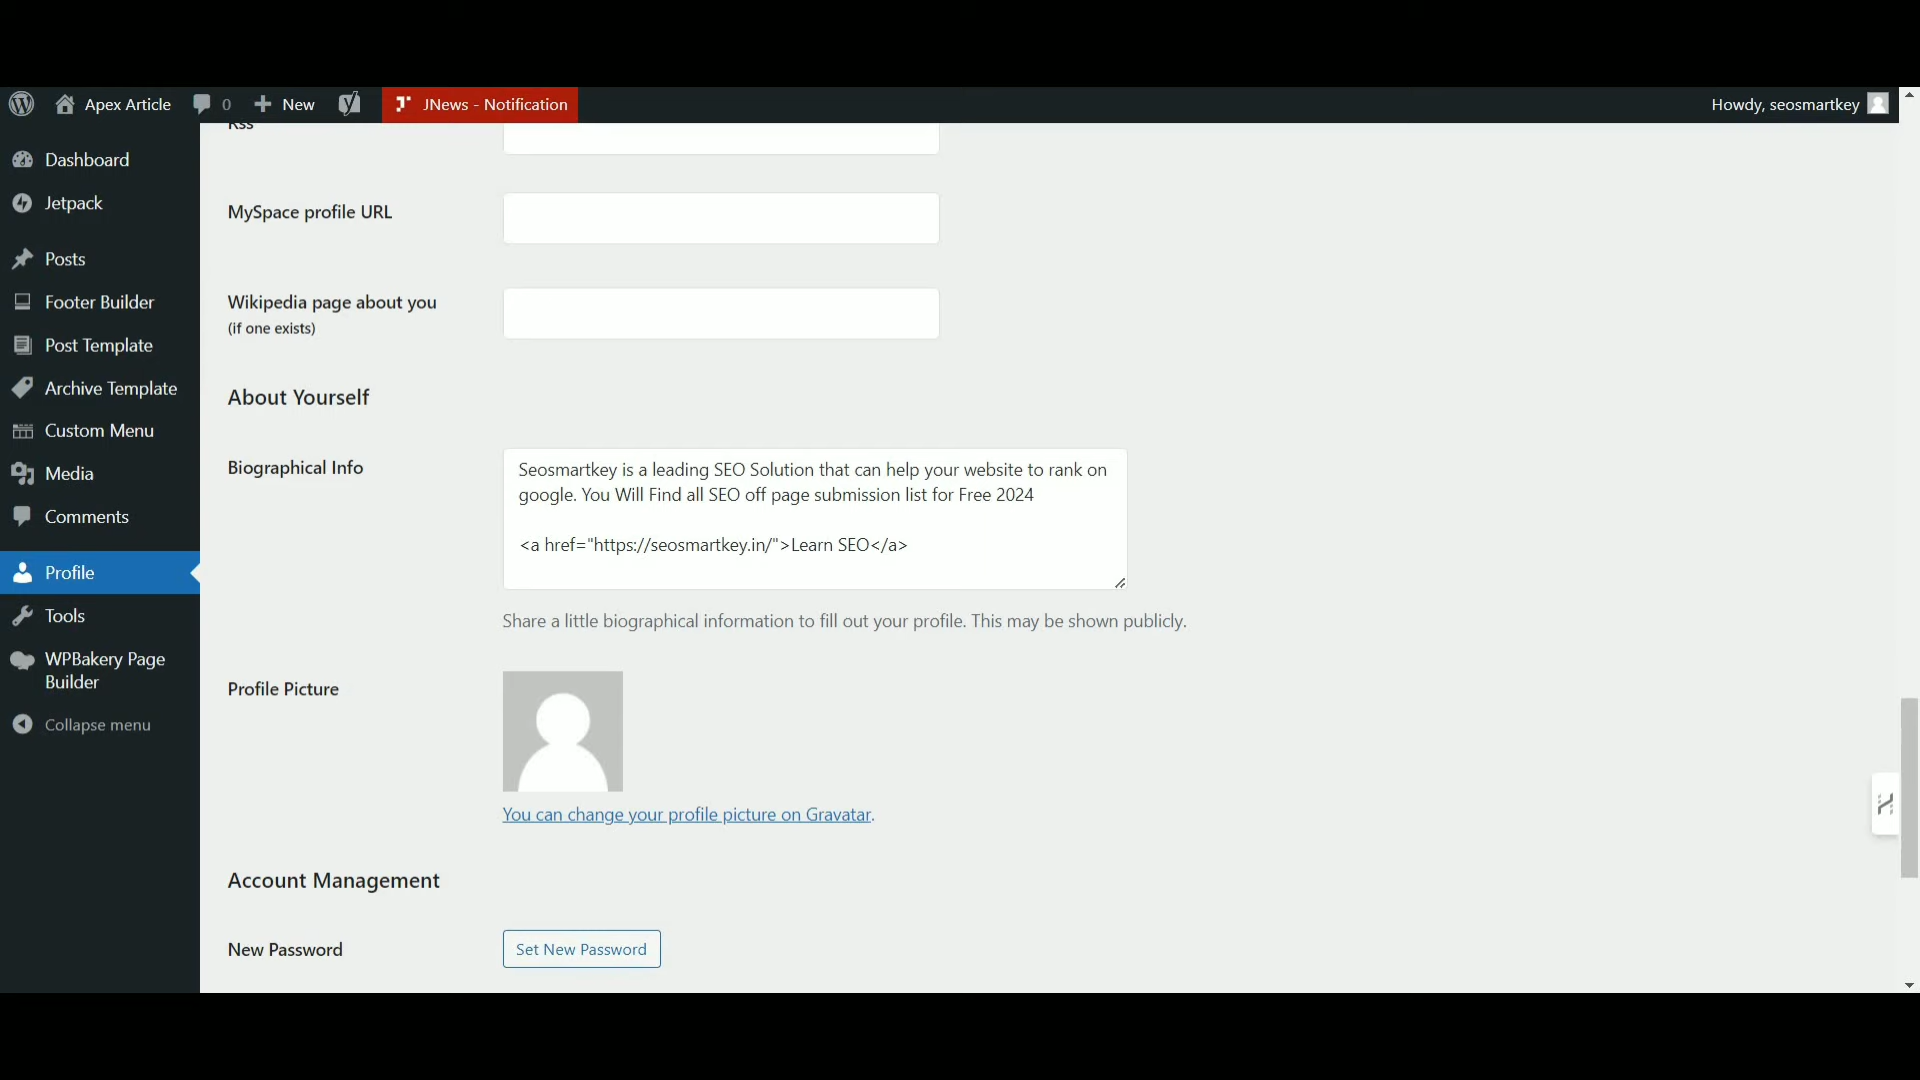 Apex Article
0
New
JNews - Notification
Howdy, seosmartkey
Dashboard
Jetpack
Posts
Footer Builder
Post Template
Archive Template
Custom Menu
Media
Comments
Profile
Tools
WPBakery Page
Builder
Collapse menu
Rss
MySpace profile URL
Wikipedia page about you
(if one exists)
About Yourself
Biographical Info
Seosmartkey is a leading SEO Solution that can help your website to rank on
google. You Will Find all SEO off page submission list for Free 2024
<a href="https://seosmartkey.in/">Learn SEO</a>
Share a little biographical information to fill out your profile. This may be shown publicly.
Profile Picture
You can change your profile picture on Gravatar.
Account Management
New Password
Set New Password